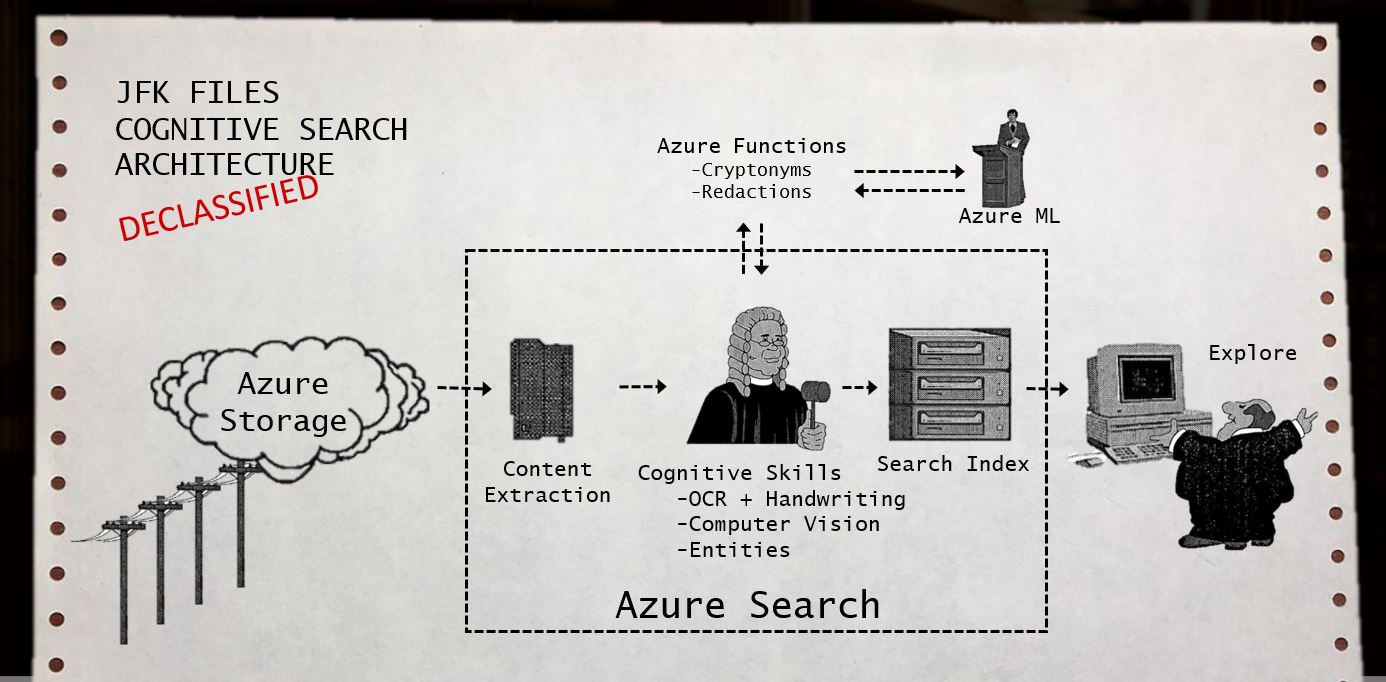 JFK FILES
COGNITIVE SEARCH
ARCHITECTURE
DECLASSIFIED
Azure Functions
-Cryptonyms
-Redactions
Azure ML
Azure
Storage
Content
Extraction
Cognitive Skills
-OCR + Handwriting
-Computer Vision
-Entities
Search Index
Explore
Azure Search